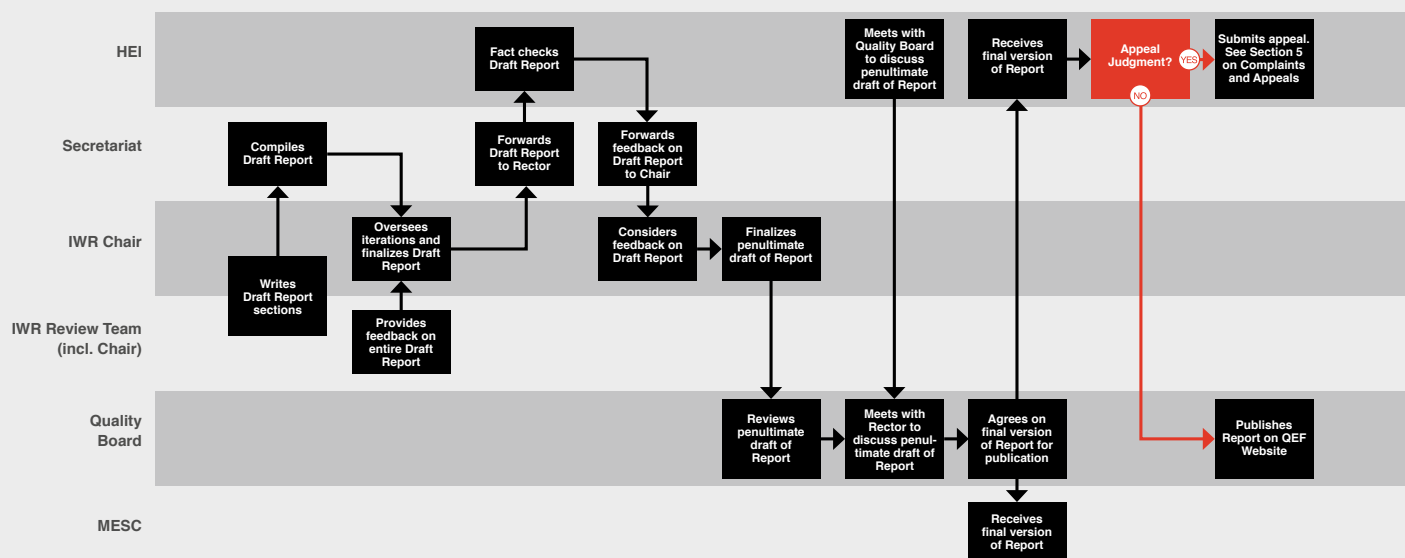 HEI
Fact checks
Draft Report
Meets with
Quality Board
to discuss
penultimate
draft of Report
Receives
final version
of Report
Appeal
Judgment?
YES
NO
Submits appeal.
See Section 5
on Complaints
and Appeals
Secretariat
Compiles
Draft Report
Forwards
Draft Report
to Rector
Forwards
feedback on
Draft Report
to Chair
IWR Chair
Oversees
iterations and
finalizes Draft
Report
Considers
feedback on
Draft Report
Finalizes
penultimate
draft of Report
Writes
Draft Report
sections
IWR Review Team
(incl. Chair)
Provides
feedback on
entire Draft
Report
Quality
Board
Reviews
penultimate
draft of
Report
Meets with
Rector to
discuss penul-
timate draft of
Report
Agrees on
final version
of Report for
publication
Publishes
Report on QEF
Website
MESC
Receives
final version
of Report